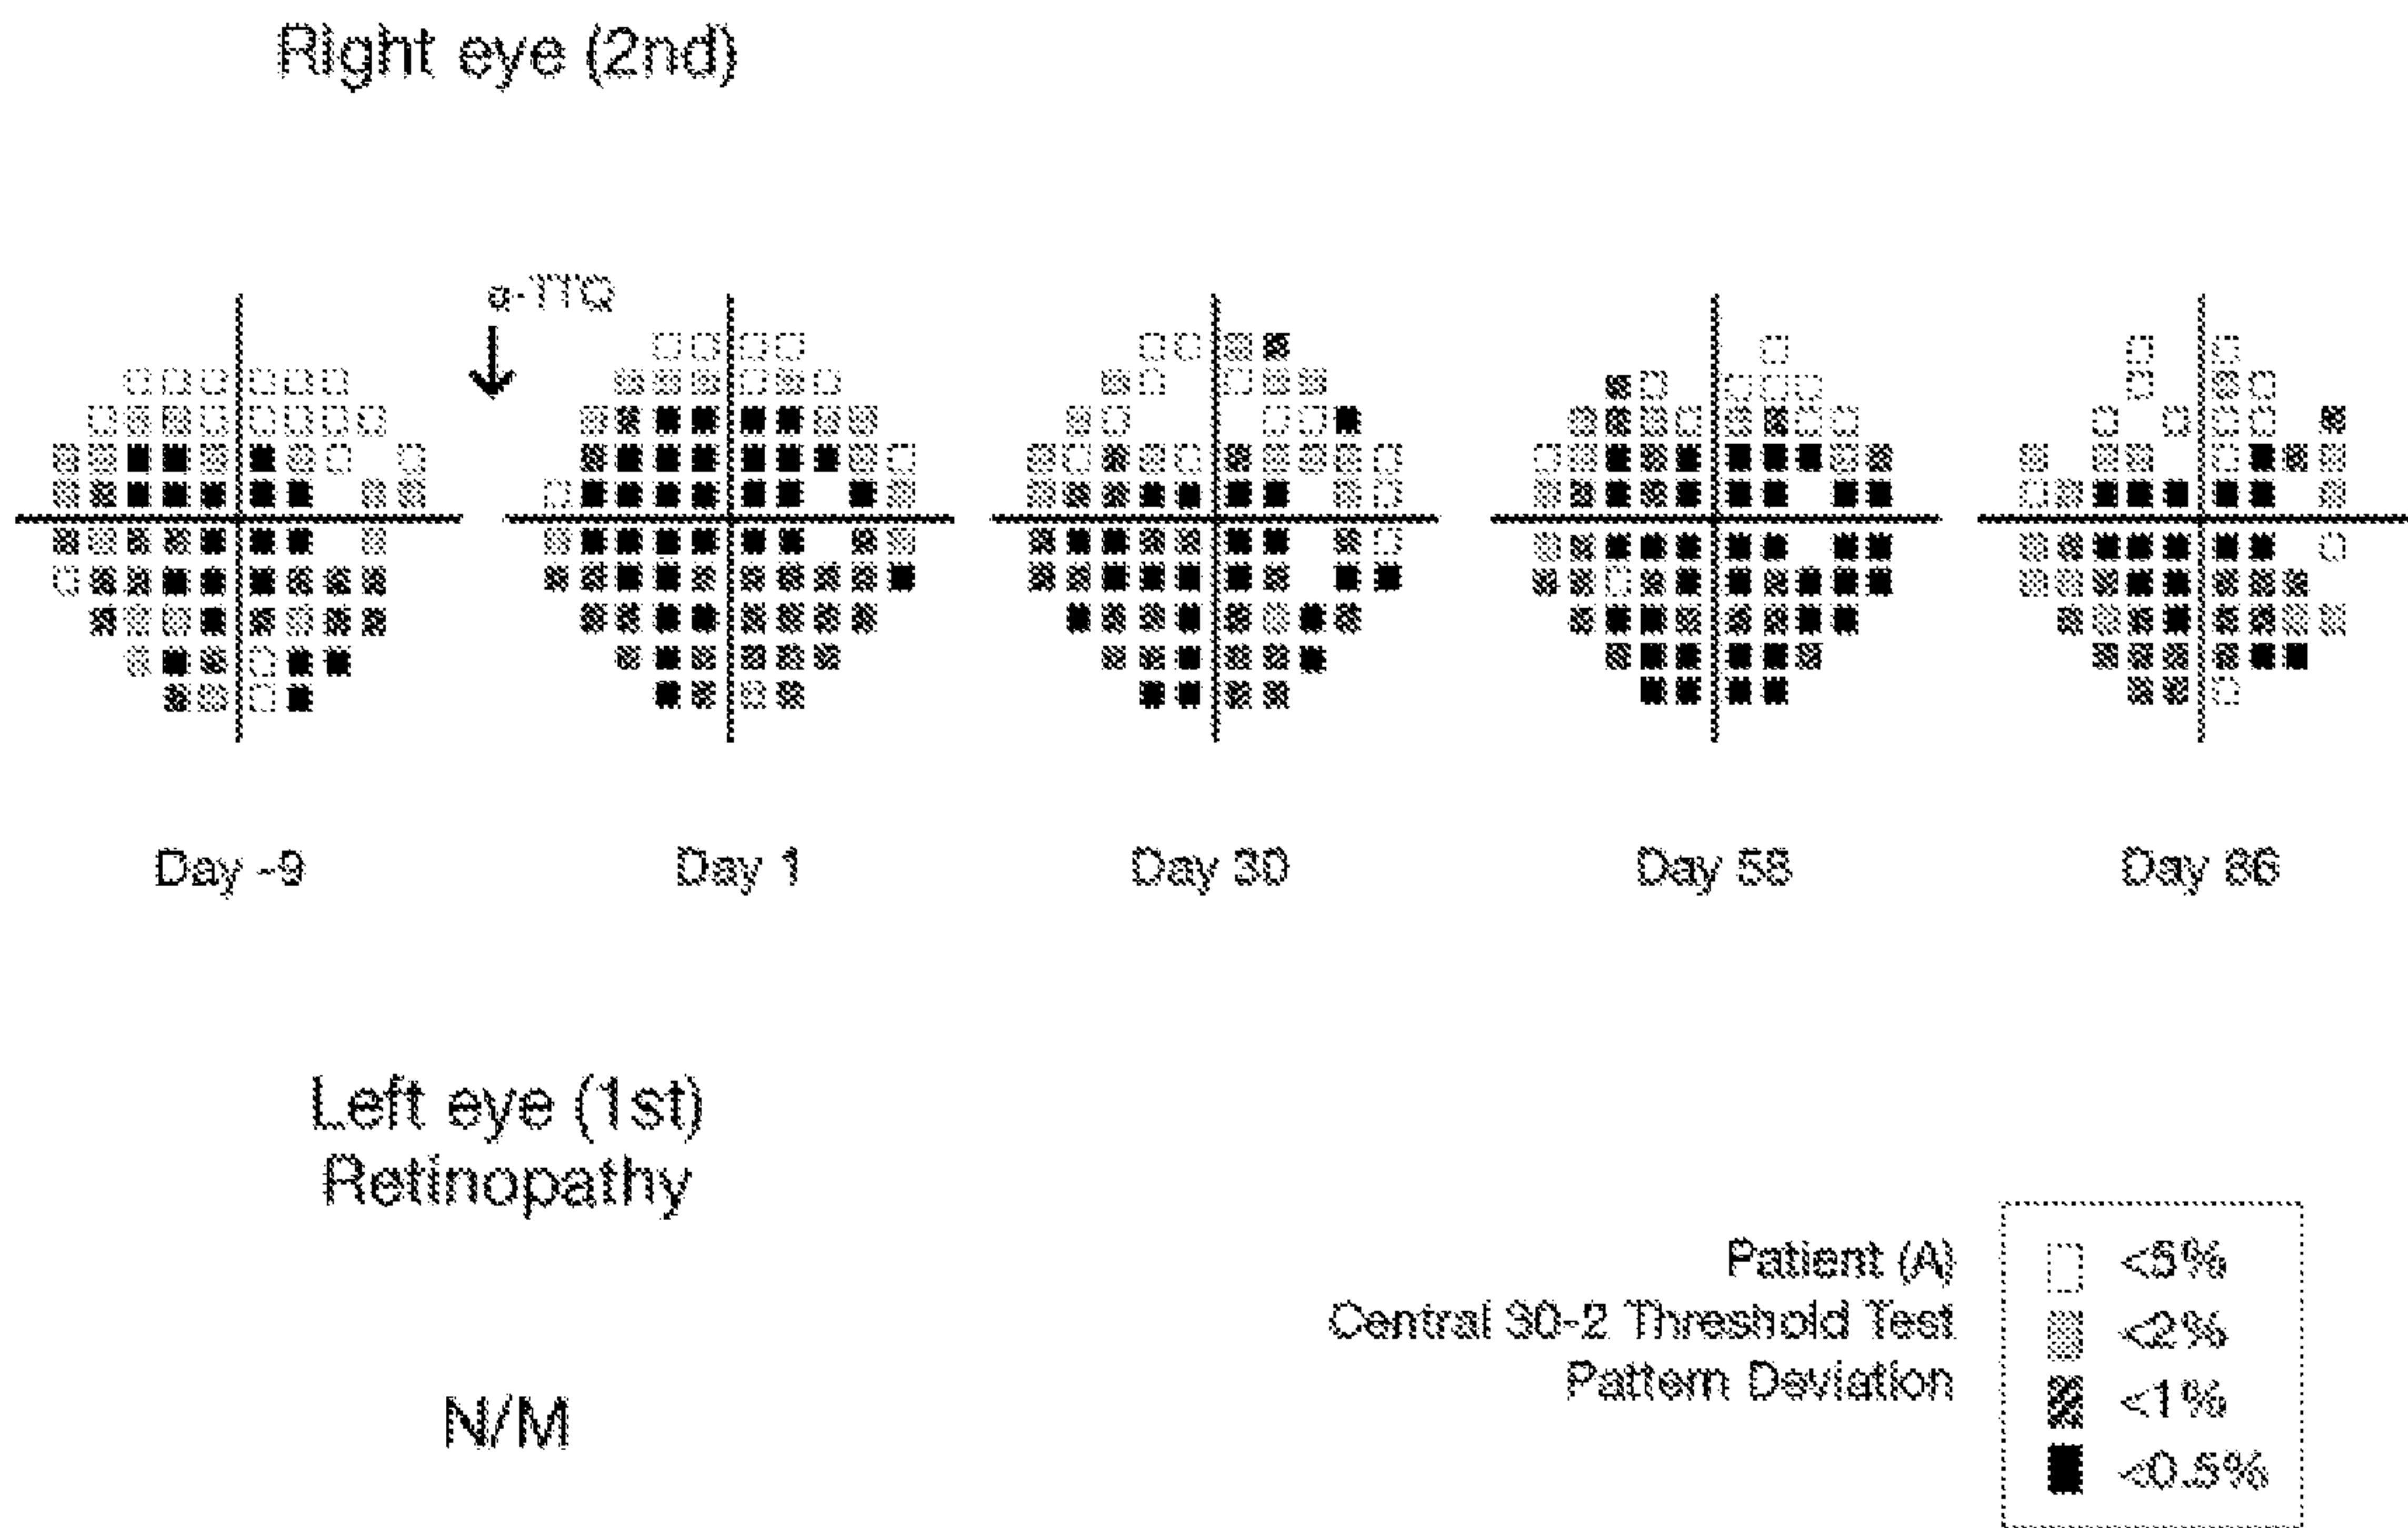 Right eye (2nd)
α-TTQ
Day -9
Day 1
Day 30
Day 58
Day 86
Left eye (1st)
Retinopathy
N/M
Patient (A)
Central 30-2 Threshold Test
Pattern Deviation
<5%
<2%
<1%
<0.5%